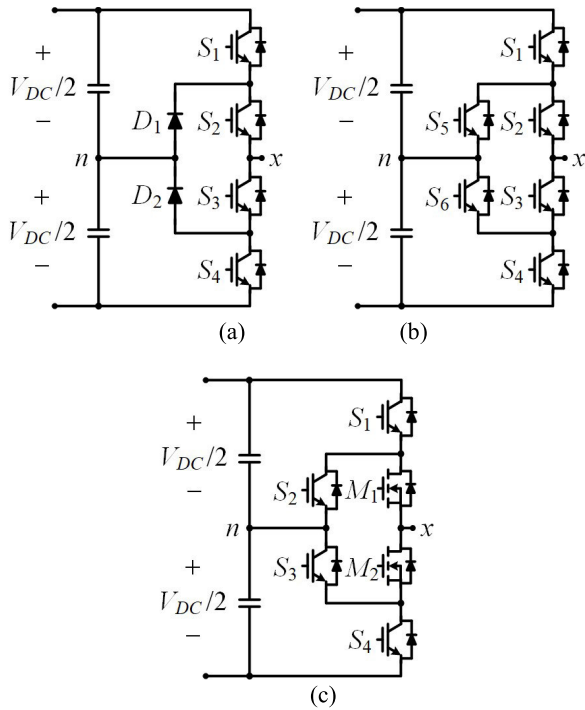 +
V_DC/2
−
n
+
V_DC/2
−
D₁
D₂
S₁
S₂
x
S₃
S₄
(a)
+
V_DC/2
−
n
+
V_DC/2
−
S₅
S₆
S₁
S₂
x
S₃
S₄
(b)
+
V_DC/2
−
n
+
V_DC/2
−
S₁
S₂
M₁
x
S₃
M₂
S₄
(c)